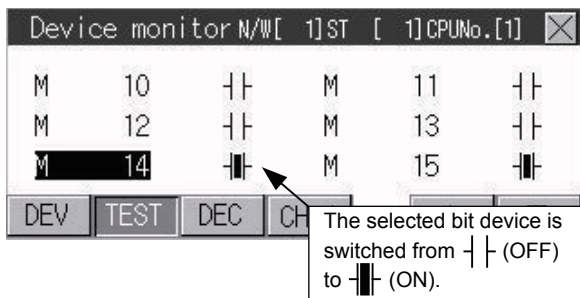 Device monitor N/W[ 1]ST [ 1]CPUNo.[1]
M 10 ┤├ M 11 ┤├
M 12 ┤├ M 13 ┤├
M 14 ┤█├ M 15 ┤█├
DEV TEST DEC
The selected bit device is
switched from ┤├ (OFF)
to ┤█├ (ON).